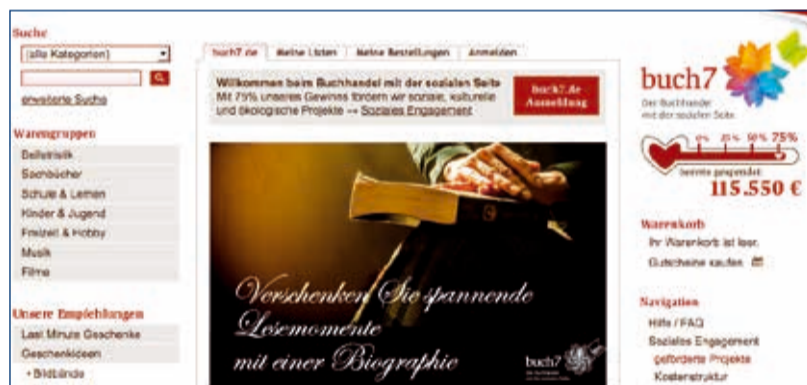 Suche
(alle Kategorien)
erweiterte Suche
Warengruppen
Belletristik
Sachbücher
Schule & Lernen
Kinder & Jugend
Freizeit & Hobby
Musik
Filme
Unsere Empfehlungen
Last Minute Geschenke
Geschenkideen
• Bildbände
buch7.de
Meine Listen
Meine Bestellungen
Anmelden
Willkommen beim Buchhandel mit der sozialen Seite
Mit 75% unseres Gewinns fördern wir soziale, kulturelle
und ökologische Projekte → Soziales Engagement
buch7.de
Anmeldung
Verschenken Sie spannende
Lesemomente
mit einer Biographie
buch7
buch7
Der Buchhandel
mit der sozialen Seite.
0% 25% 50% 75%
bereits gespendet:
115.550 €
Warenkorb
Ihr Warenkorb ist leer.
Gutscheine kaufen
Navigation
Hilfe / FAQ
Soziales Engagement
geförderte Projekte
Kostenstruktur